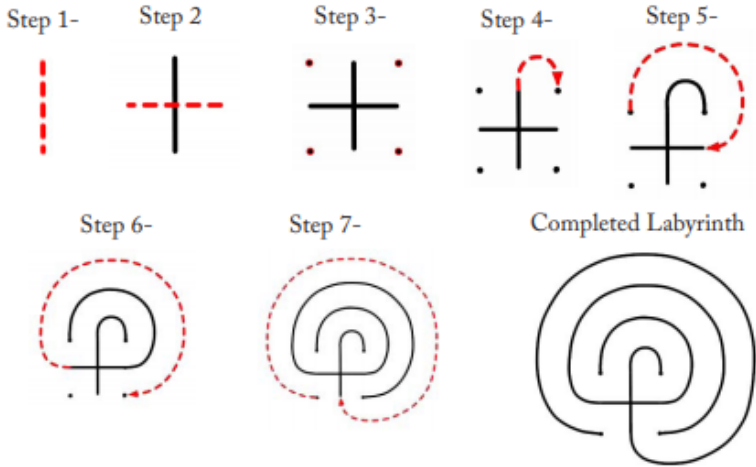 Step 1-
Step 2
Step 3-
Step 4-
Step 5-
Step 6-
Step 7-
Completed Labyrinth